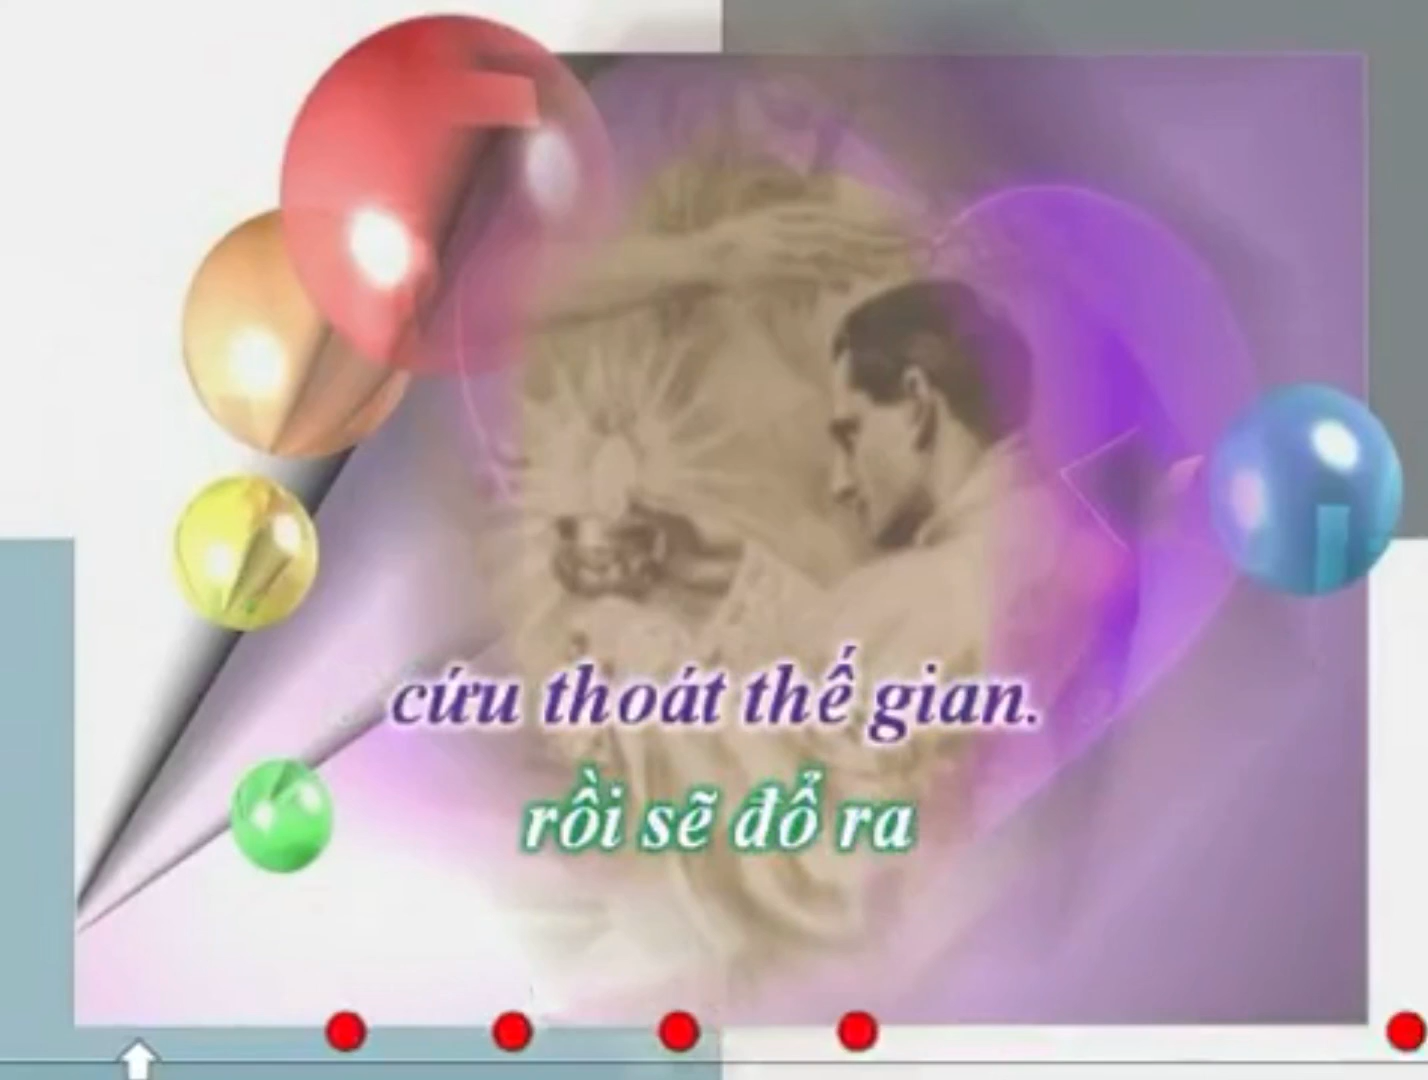 cứu thoát thế gian.
rồi sẽ đổ ra